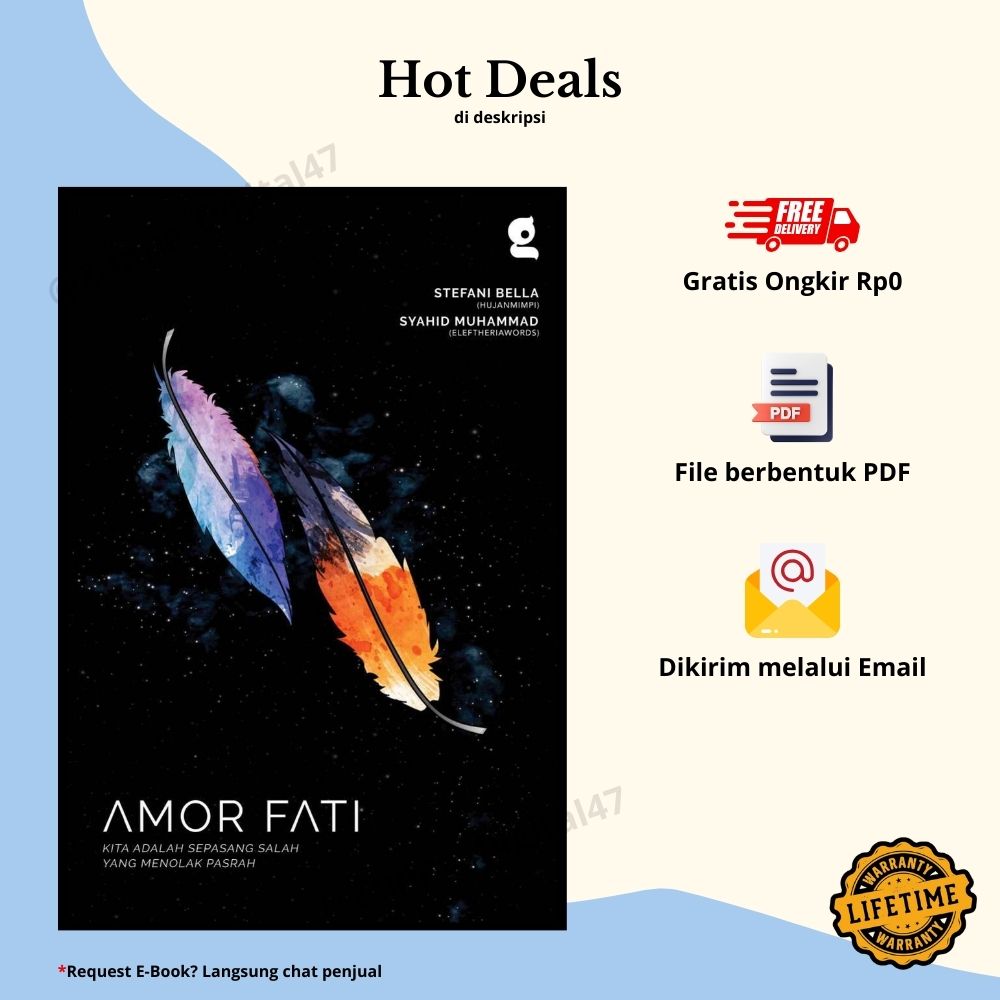 Hot Deals
di deskripsi
g
STEFANI BELLA
(HUJANMIMPI)
SYAHID MUHAMMAD
(ELEFTHERIAWORDS)
AMOR FATI
KITA ADALAH SEPASANG SALAH
YANG MENOLAK PASRAH
FREE
DELIVERY
Gratis Ongkir Rp0
PDF
File berbentuk PDF
@
Dikirim melalui Email
WARRANTY
LIFETIME
WARRANTY
*Request E-Book? Langsung chat penjual